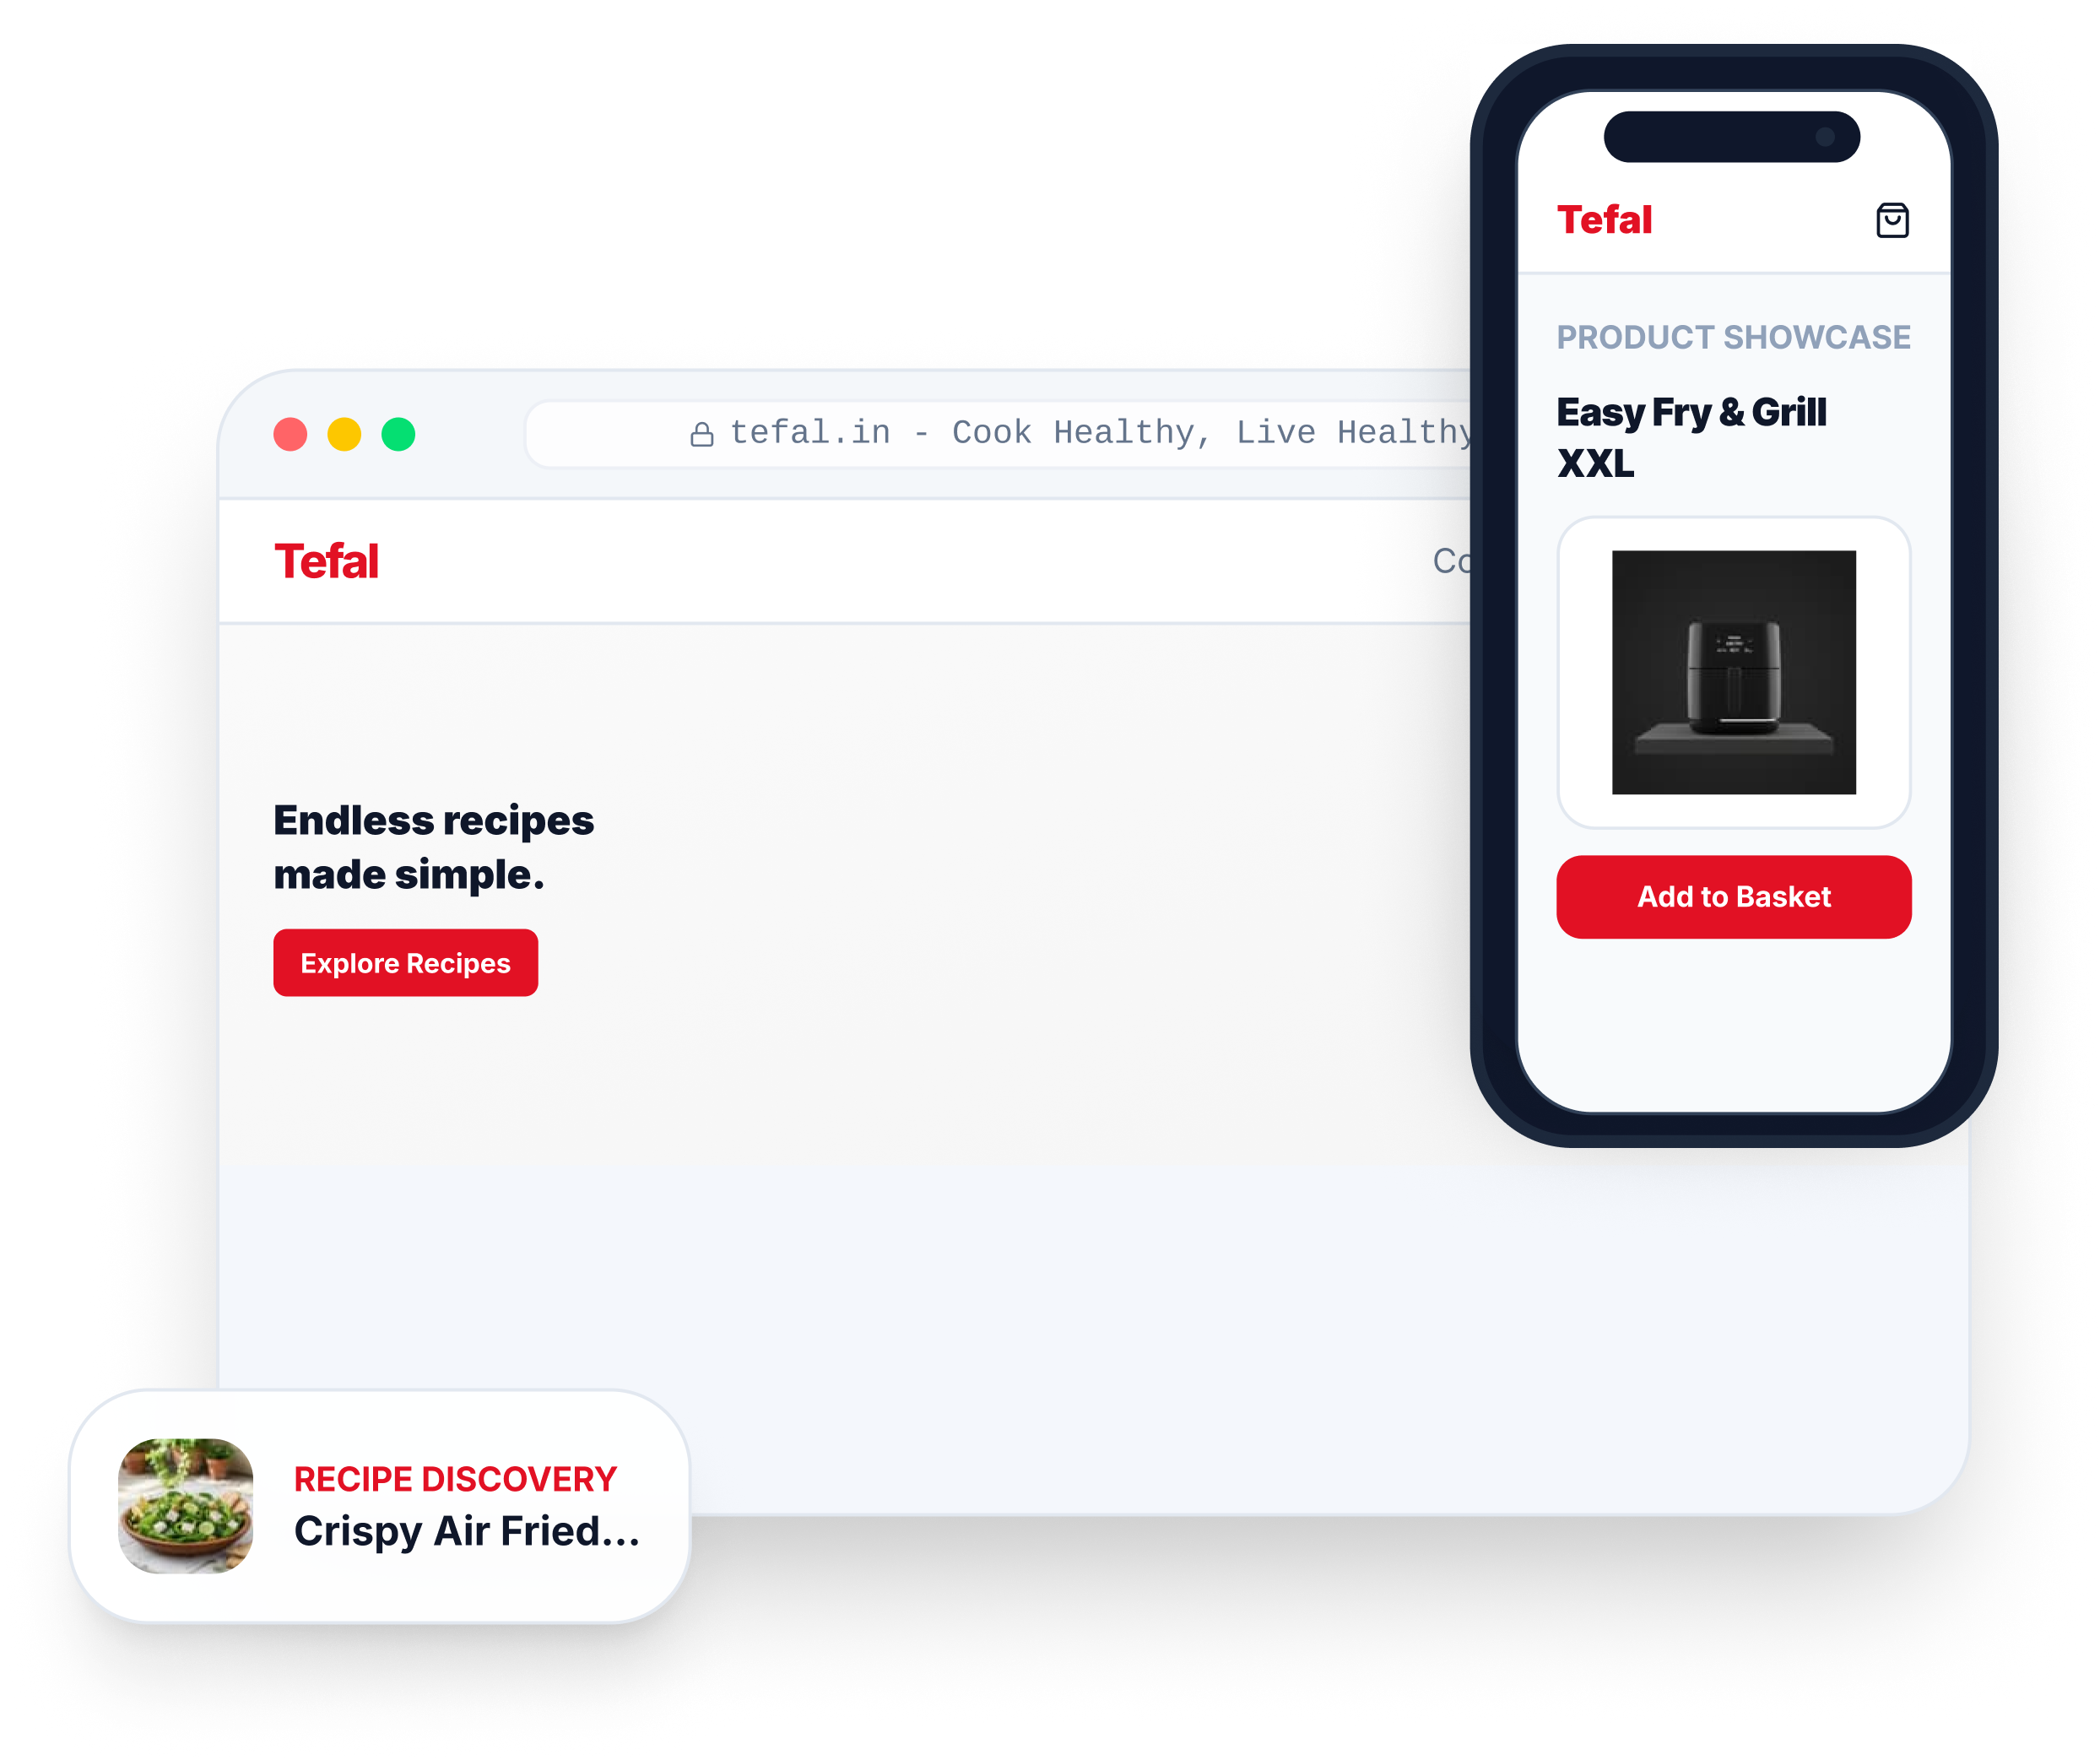 tefal.in - Cook Healthy, Live Healthy
Tefal
Co
Endless recipes
made simple.
Explore Recipes
Tefal
PRODUCT SHOWCASE
Easy Fry & Grill
XXL
Add to Basket
RECIPE DISCOVERY
Crispy Air Fried...